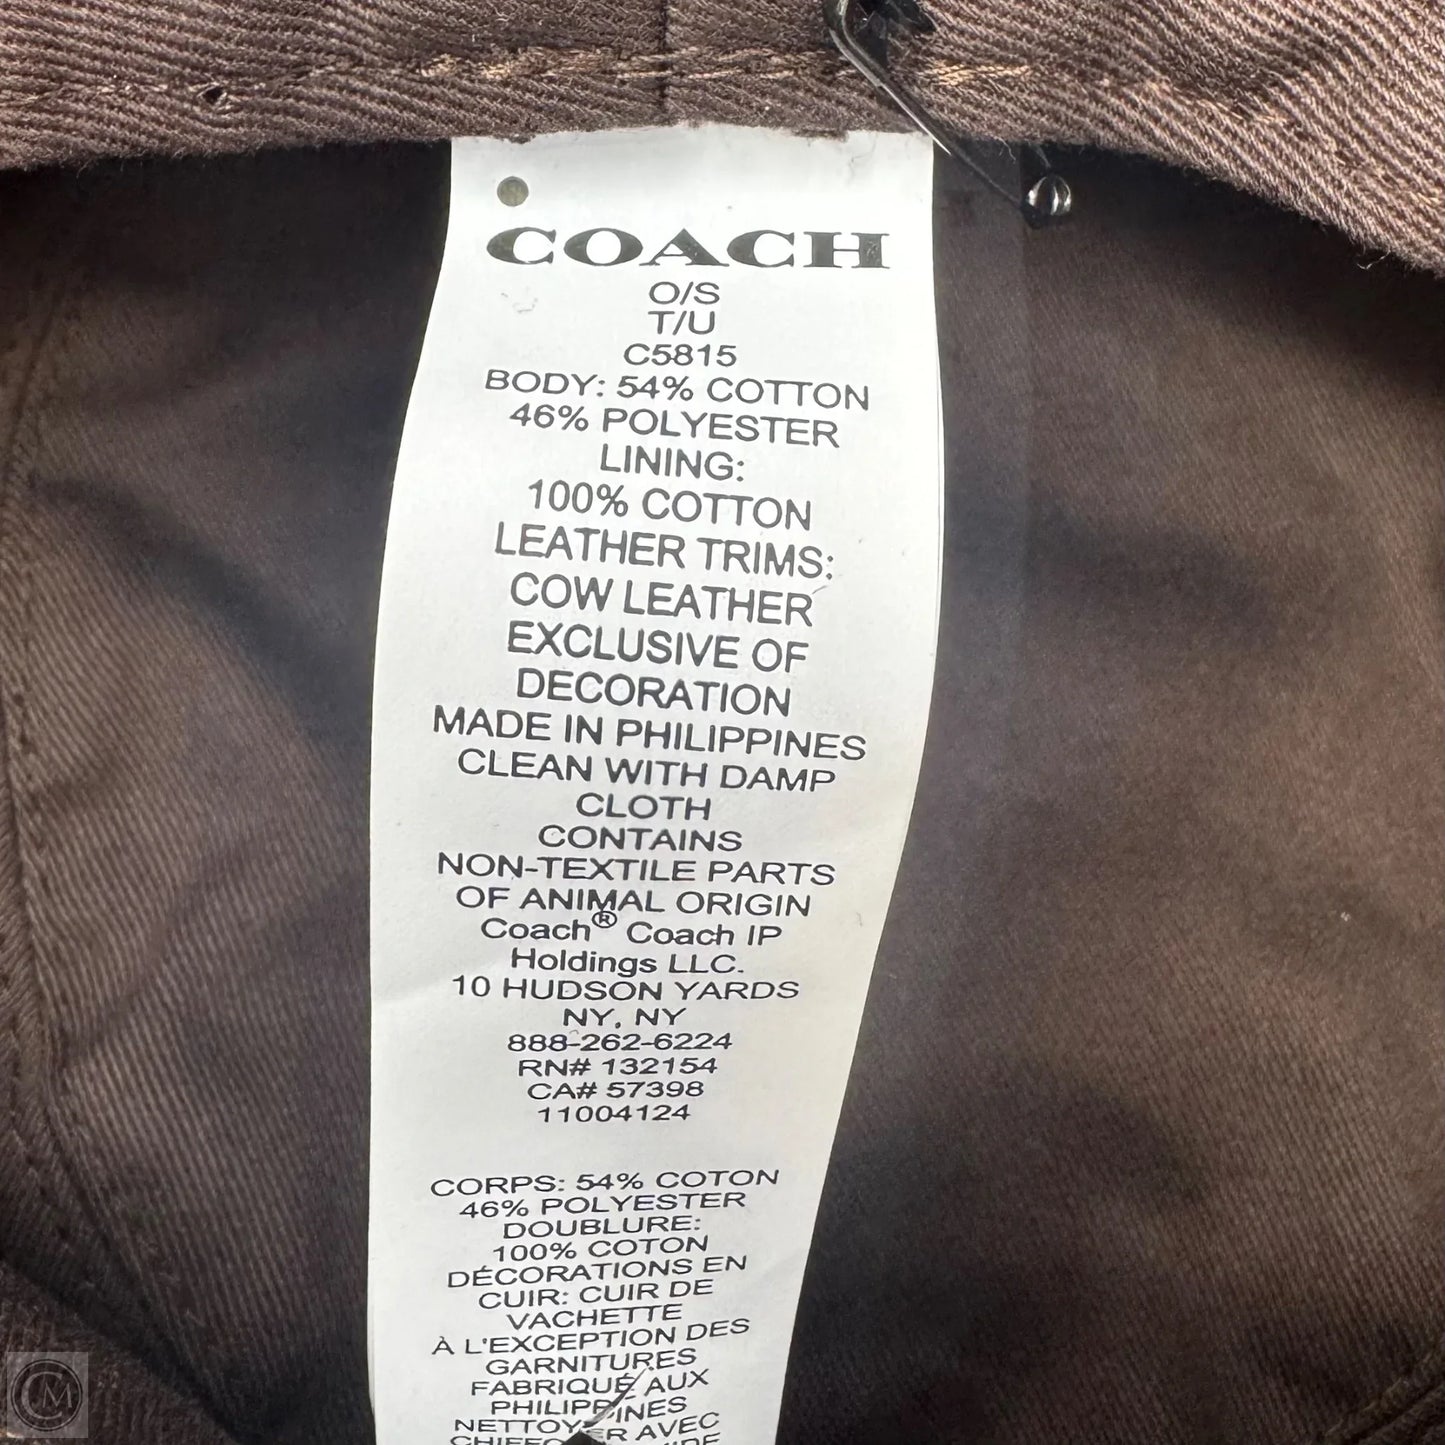 COACH
O/S
T/U
C5815
BODY: 54% COTTON
46% POLYESTER
LINING:
100% COTTON
LEATHER TRIMS:
COW LEATHER
EXCLUSIVE OF
DECORATION
MADE IN PHILIPPINES
CLEAN WITH DAMP
CLOTH
CONTAINS
NON-TEXTILE PARTS
OF ANIMAL ORIGIN
Coach® Coach IP
Holdings LLC.
10 HUDSON YARDS
NY, NY
888-262-6224
RN# 132154
CA# 57398
11004124
CORPS: 54% COTON
46% POLYESTER
DOUBLURE:
100% COTON
DÉCORATIONS EN
CUIR: CUIR DE
VACHETTE
À L'EXCEPTION DES
GARNITURES
FABRIQUÉ AUX
PHILIPPINES
NETTOYER AVEC
CM